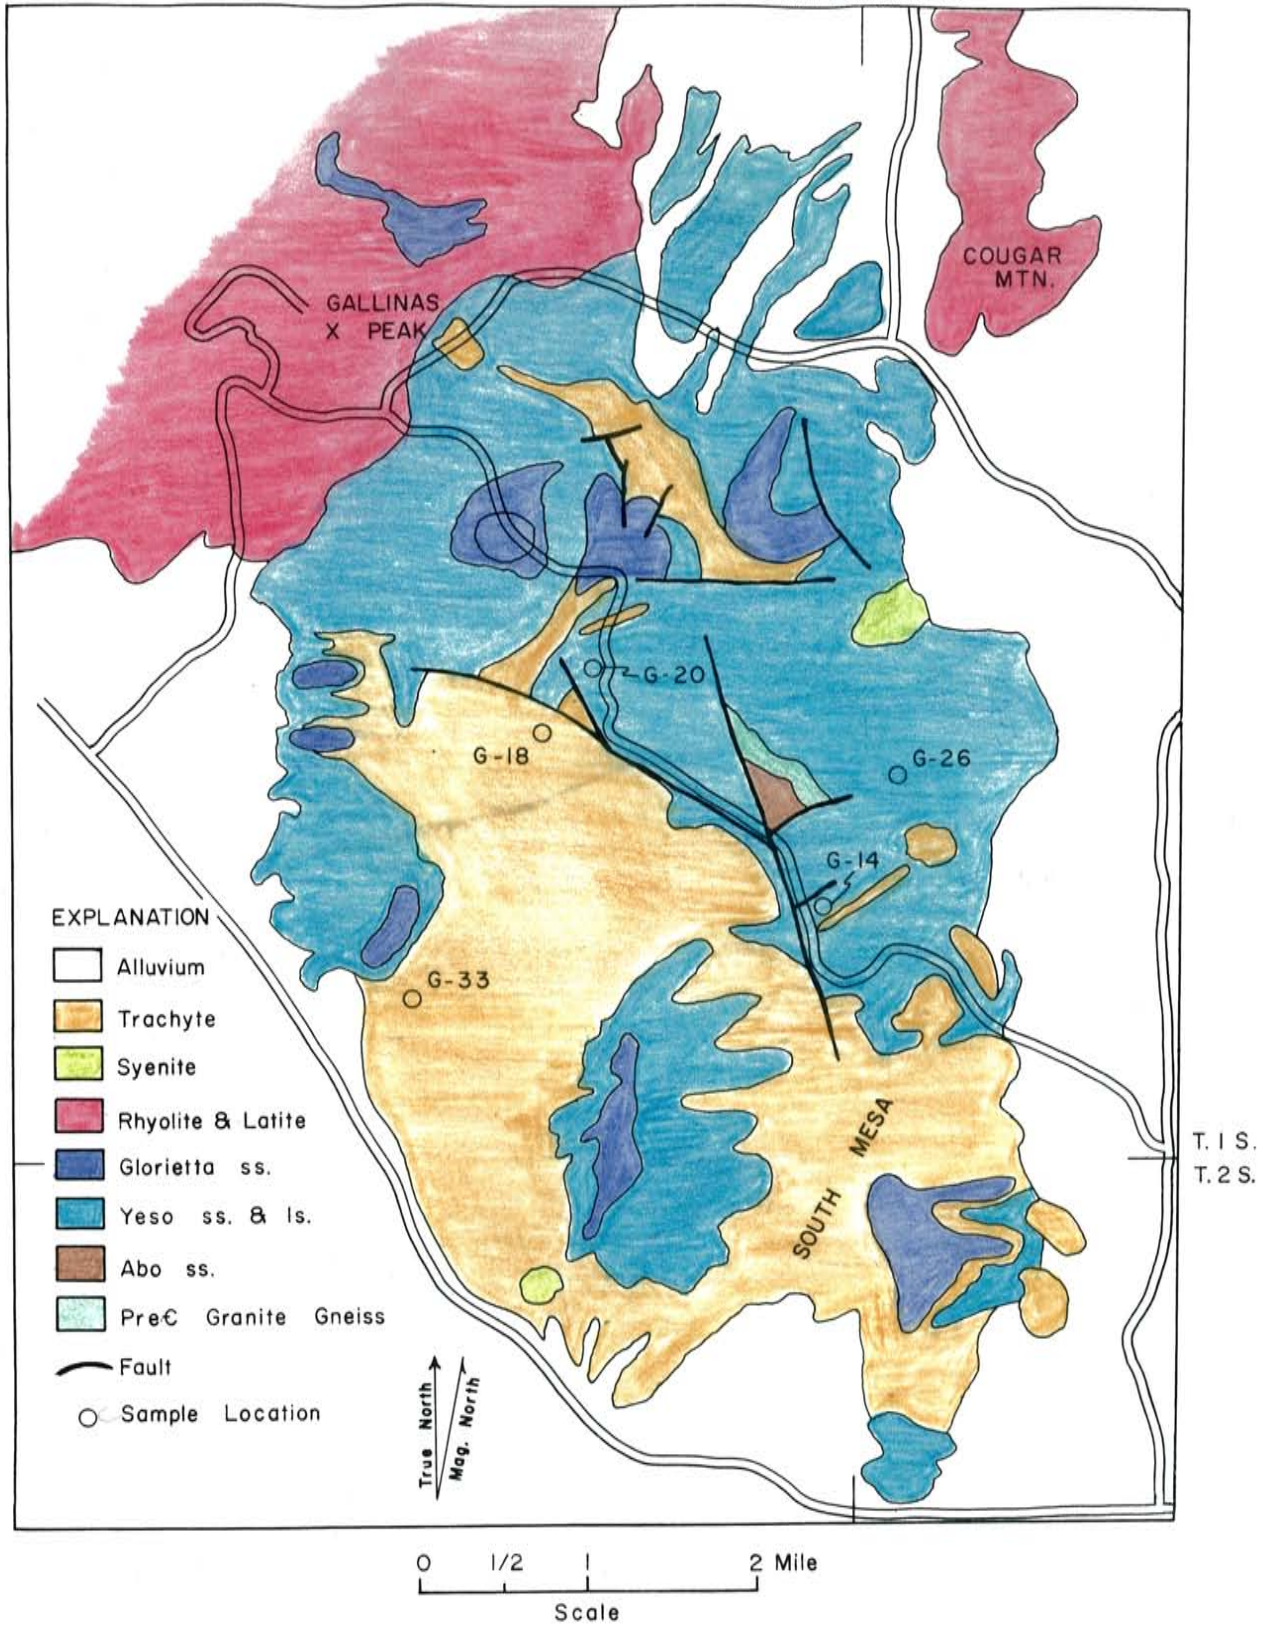 COUGAR
MTN.
GALLINAS
X PEAK
G-20
G-18
G-26
G-14
G-33
SOUTH MESA
T. 1 S.
T. 2 S.
EXPLANATION
Alluvium
Trachyte
Syenite
Rhyolite & Latite
Glorietta ss.
Yeso ss. & ls.
Abo ss.
Pre€ Granite Gneiss
Fault
Sample Location
True North
Mag. North
0 1/2 1 2 Mile
Scale